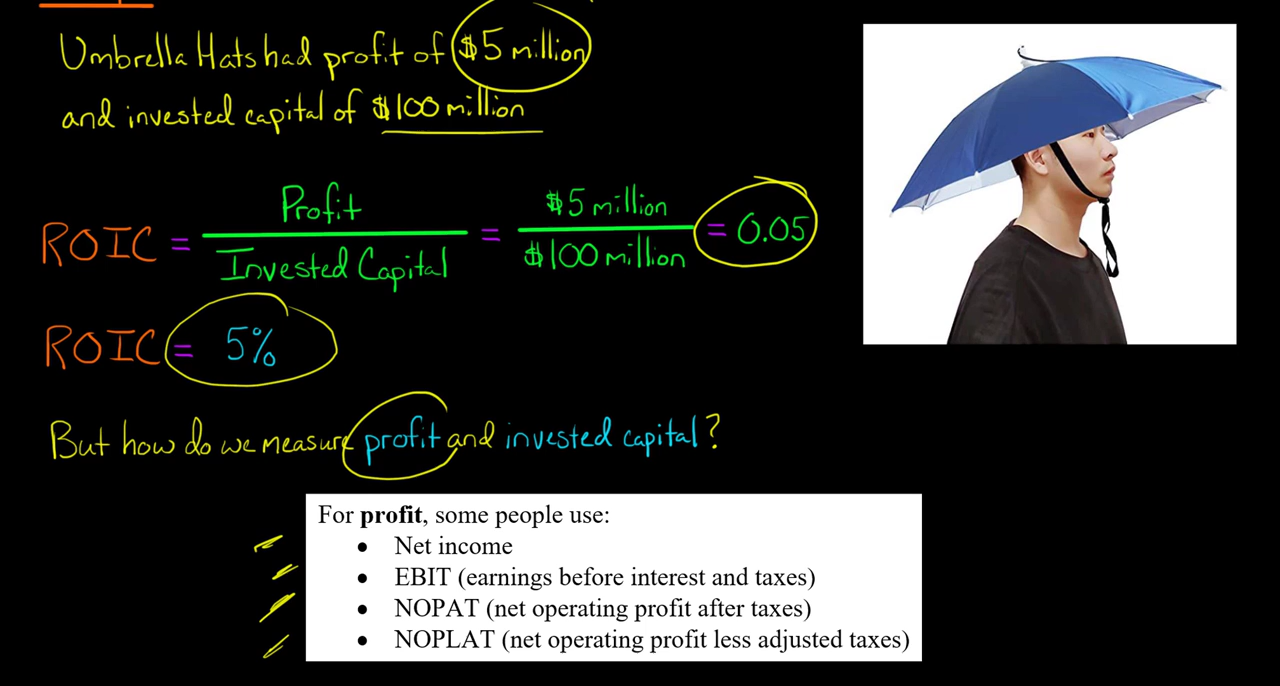 Umbrella Hats had profit of $5 million
and invested capital of $100 million
ROIC = Profit / Invested Capital = $5 million / $100 million = 0.05
ROIC = 5%
But how do we measure profit and invested capital?
For profit, some people use:
• Net income
• EBIT (earnings before interest and taxes)
• NOPAT (net operating profit after taxes)
• NOPLAT (net operating profit less adjusted taxes)